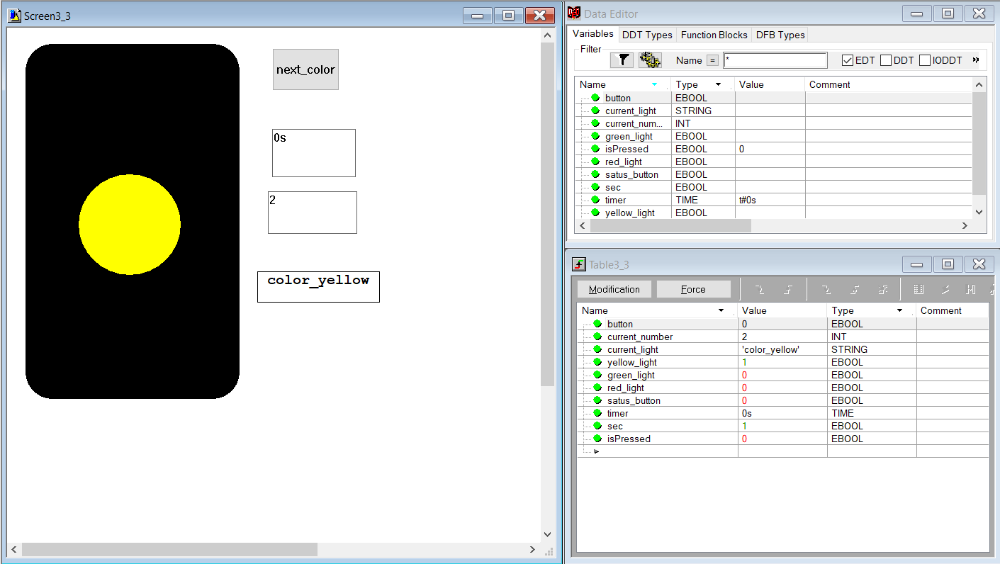 Screen3_3
next_color
0s
2
color_yellow
Data Editor
Variables DDT Types Function Blocks DFB Types
Filter
Name = * EDT DDT IODDT »
Name Type Value Comment
button EBOOL
current_light STRING
current_num... INT
green_light EBOOL
isPressed EBOOL 0
red_light EBOOL
satus_button EBOOL
sec EBOOL
timer TIME t#0s
yellow_light EBOOL
Table3_3
Modification Force
Name Value Type Comment
button 0 EBOOL
current_number 2 INT
current_light 'color_yellow' STRING
yellow_light 1 EBOOL
green_light 0 EBOOL
red_light 0 EBOOL
satus_button 0 EBOOL
timer 0s TIME
sec 1 EBOOL
isPressed 0 EBOOL